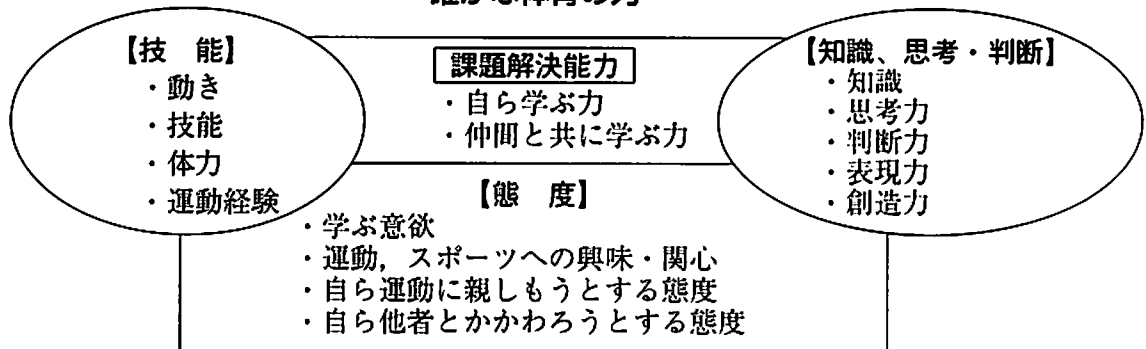 【技 能】
・動き
・技能
・体力
・運動経験
課題解決能力
・自ら学ぶ力
・仲間と共に学ぶ力
【知識、思考・判断】
・知識
・思考力
・判断力
・表現力
・創造力
【態 度】
・学ぶ意欲
・運動，スポーツへの興味・関心
・自ら運動に親しもうとする態度
・自ら他者とかかわろうとする態度